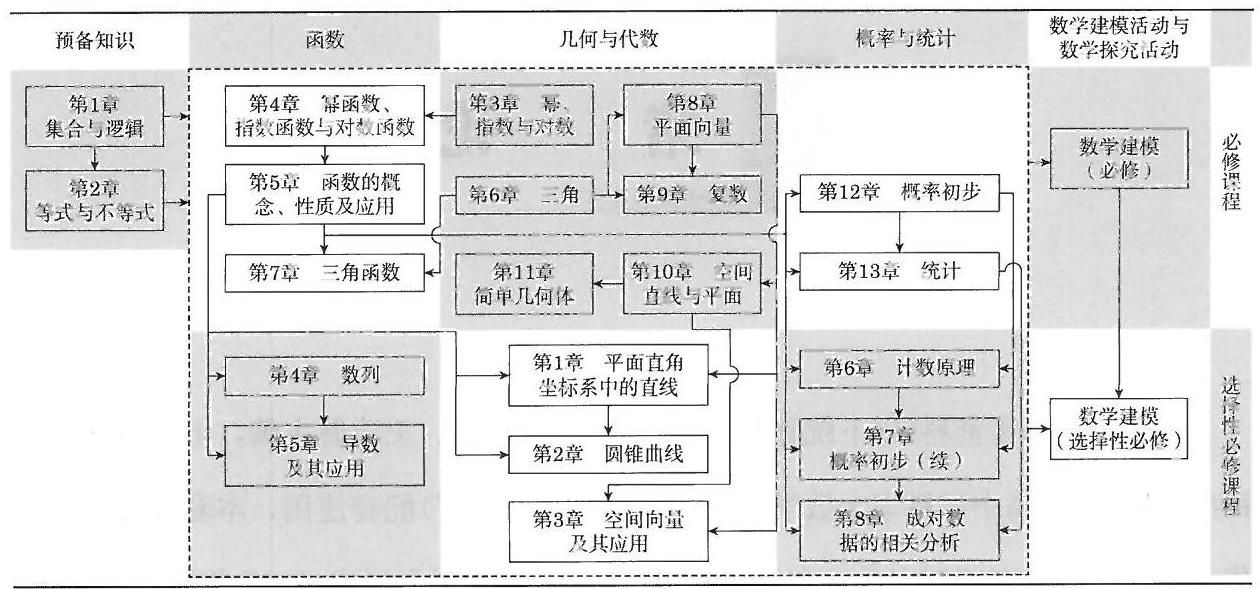 预备知识
函数
几何与代数
概率与统计
数学建模活动与
数学探究活动
第1章
集合与逻辑
第2章
等式与不等式
第4章 幂函数、
指数函数与对数函数
第5章 函数的概
念、性质及应用
第7章 三角函数
第3章 幂、
指数与对数
第6章 三角
第8章
平面向量
第9章 复数
第11章
简单几何体
第10章 空间
直线与平面
第12章 概率初步
第13章 统计
数学建模
(必修)
必修课程
第4章 数列
第5章 导数
及其应用
第1章 平面直角
坐标系中的直线
第2章 圆锥曲线
第3章 空间向量
及其应用
第6章 计数原理
第7章
概率初步(续)
第8章 成对数
据的相关分析
数学建模
(选择性必修)
选择性必修课程